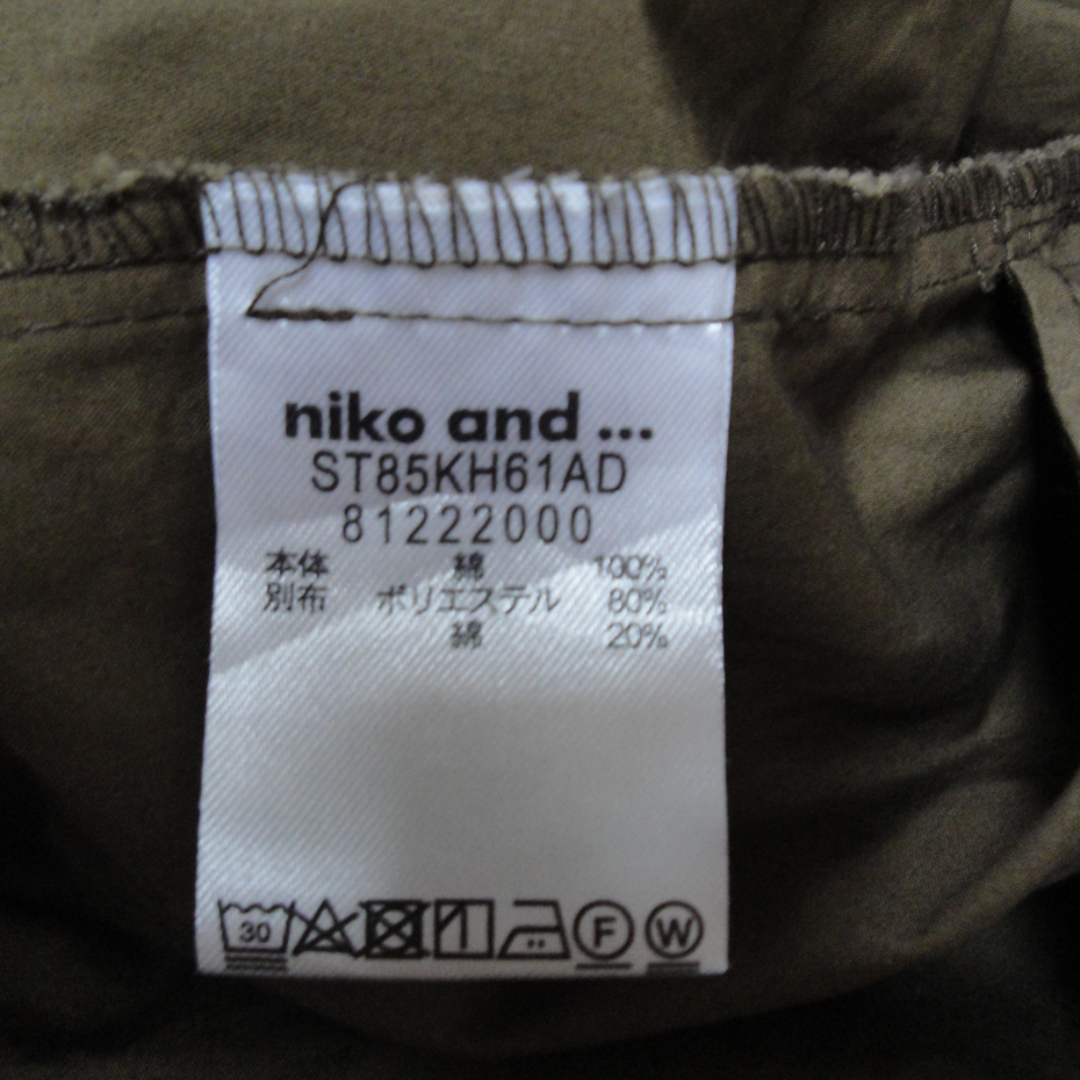 niko and ...
ST85KH61AD
81222000
本体 綿 100%
別布 ポリエステル 80%
綿 20%
30 F W